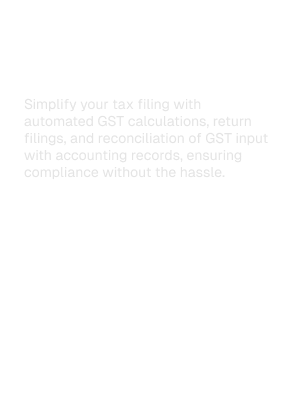 Simplify your tax filing with
automated GST calculations, return
filings, and reconciliation of GST input
with accounting records, ensuring
compliance without the hassle.